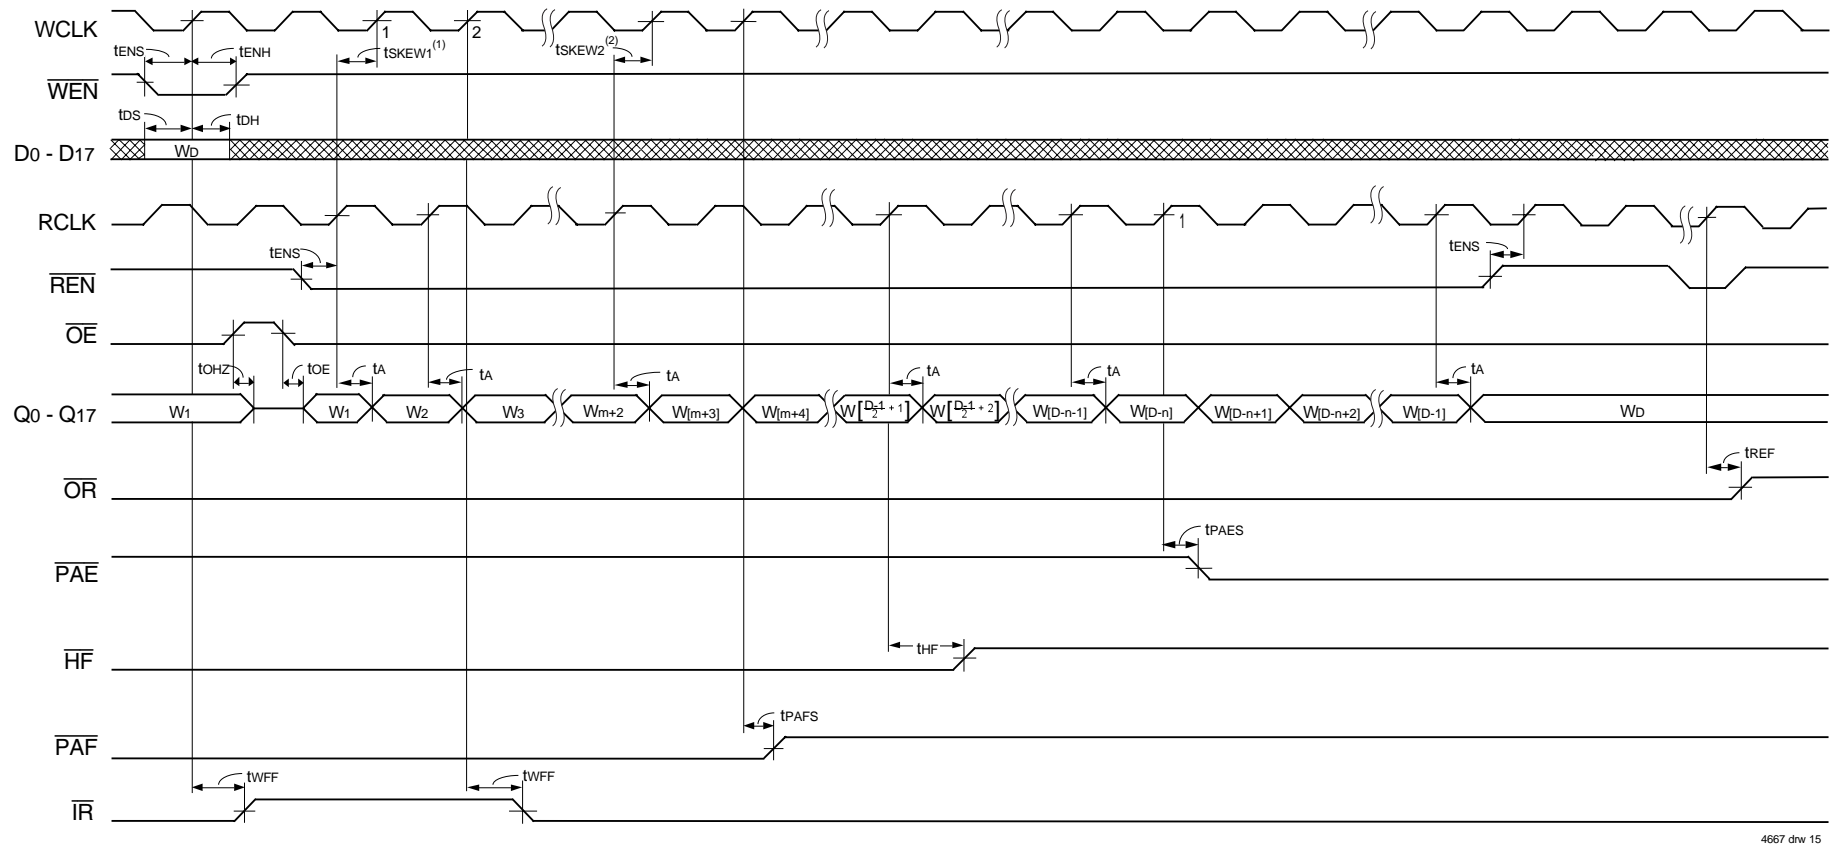 WCLK 1 2
tENS tENH tSKEW1(1) tSKEW2(2)
WEN
tDS tDH
D0 - D17 WD
RCLK 1
tENS tENS
REN
OE
tOHZ tOE tA tA tA tA tA tA
Q0 - Q17 W1 W1 W2 W3 Wm+2 W[m+3] W[m+4] W[D-1/2 + 1] W[D-1/2 + 2] W[D-n-1] W[D-n] W[D-n+1] W[D-n+2] W[D-1] WD
tREF
OR
tPAES
PAE
tHF
HF
tPAFS
PAF
tWFF tWFF
IR
4667 drw 15